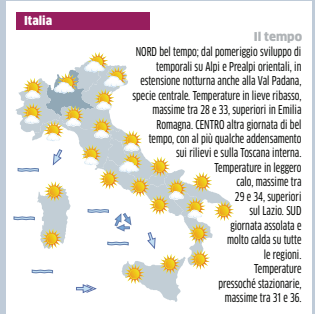 Italia
Il tempo
NORD bel tempo; dal pomeriggio sviluppo di
temporali su Alpi e Prealpi orientali, in
estensione notturna anche alla Val Padana,
specie centrale. Temperature in lieve ribasso,
massime tra 28 e 33, superiori in Emilia
Romagna. CENTRO altra giornata di bel
tempo, con al più qualche addensamento
sui rilievi e sulla Toscana interna.
Temperature in leggero
calo, massime tra
29 e 34, superiori
sul Lazio. SUD
giornata assolata e
molto calda su tutte
le regioni.
Temperature
pressoché stazionarie,
massime tra 31 e 36.